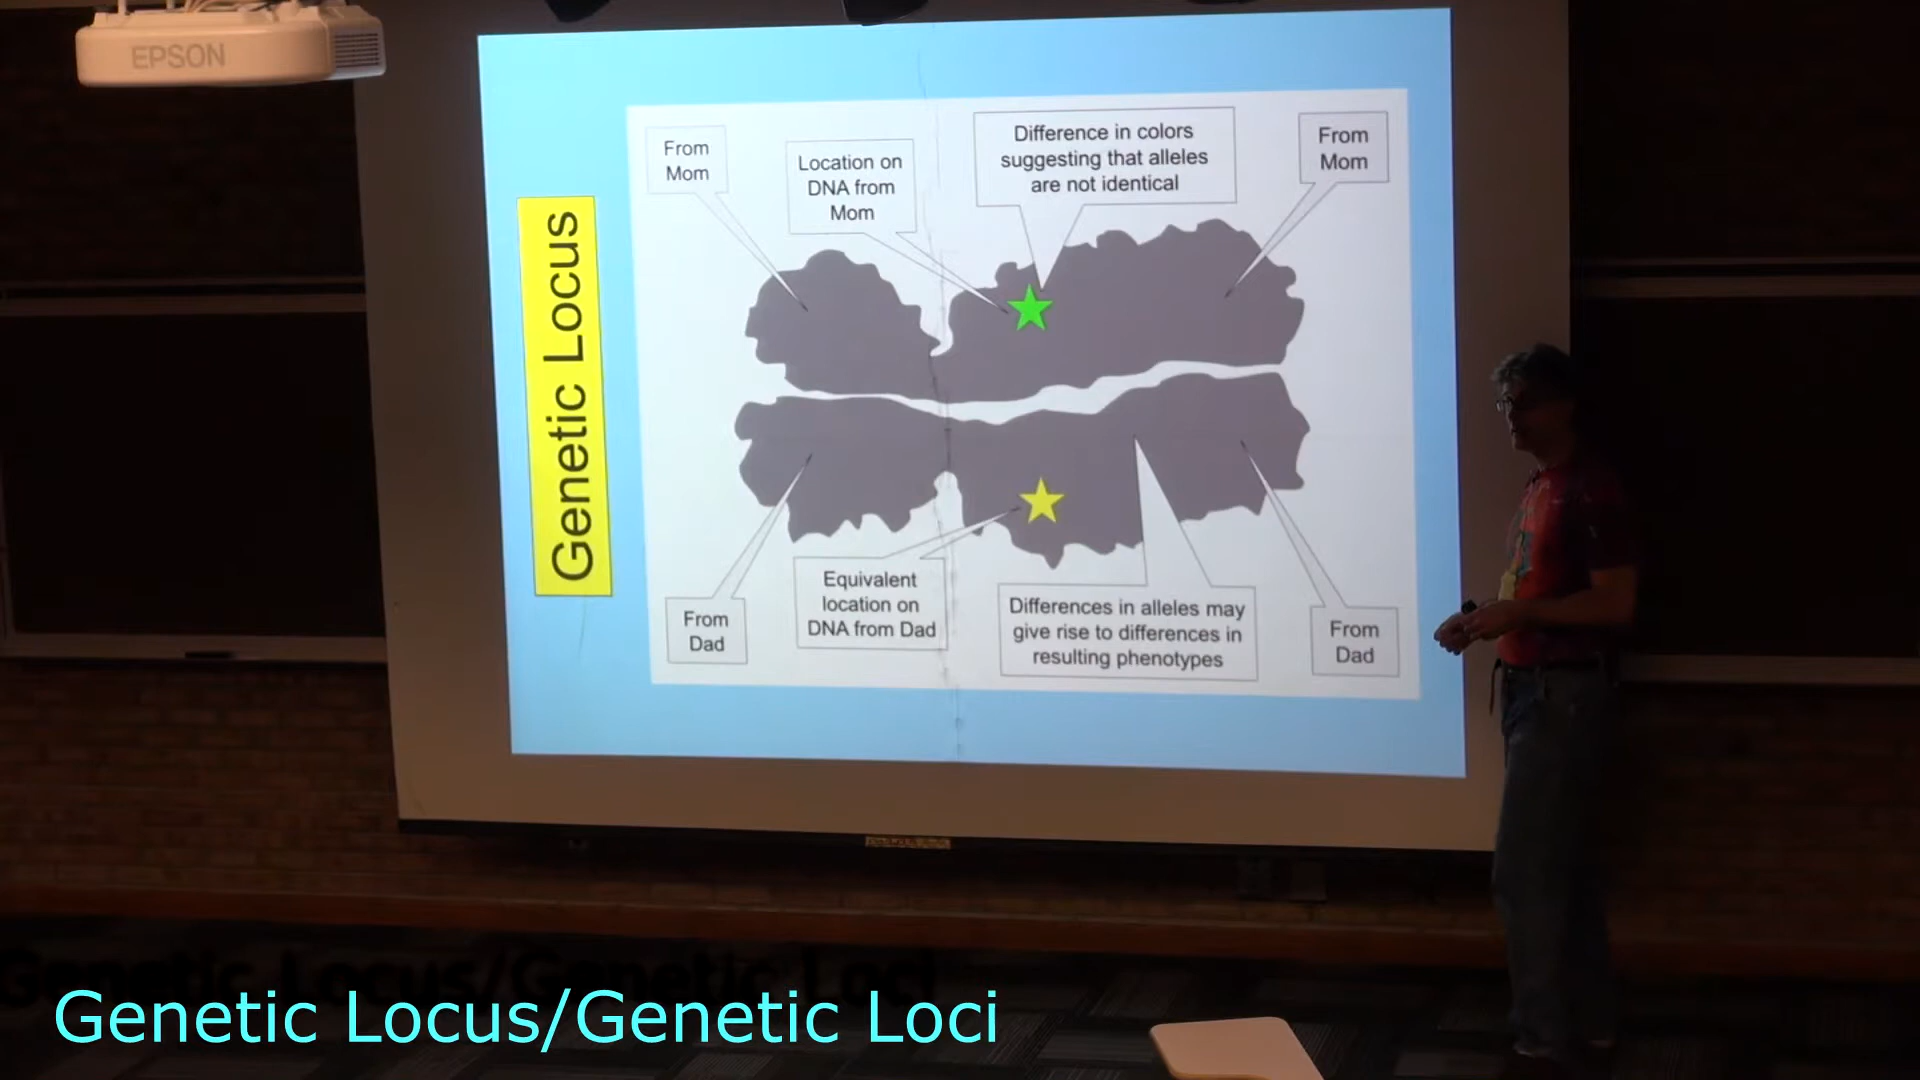 EPSON
Genetic Locus
From
Mom
Location on
DNA from
Mom
Difference in colors
suggesting that alleles
are not identical
From
Mom
From
Dad
Equivalent
location on
DNA from Dad
Differences in alleles may
give rise to differences in
resulting phenotypes
From
Dad
Genetic Locus/Genetic Loci